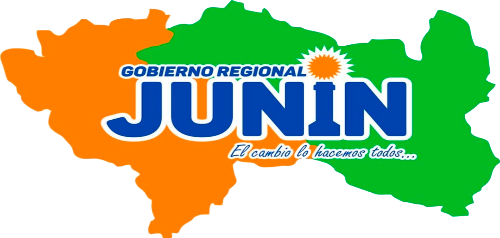 GOBIERNO REGIONAL
JUNIN
El cambio lo hacemos todos...